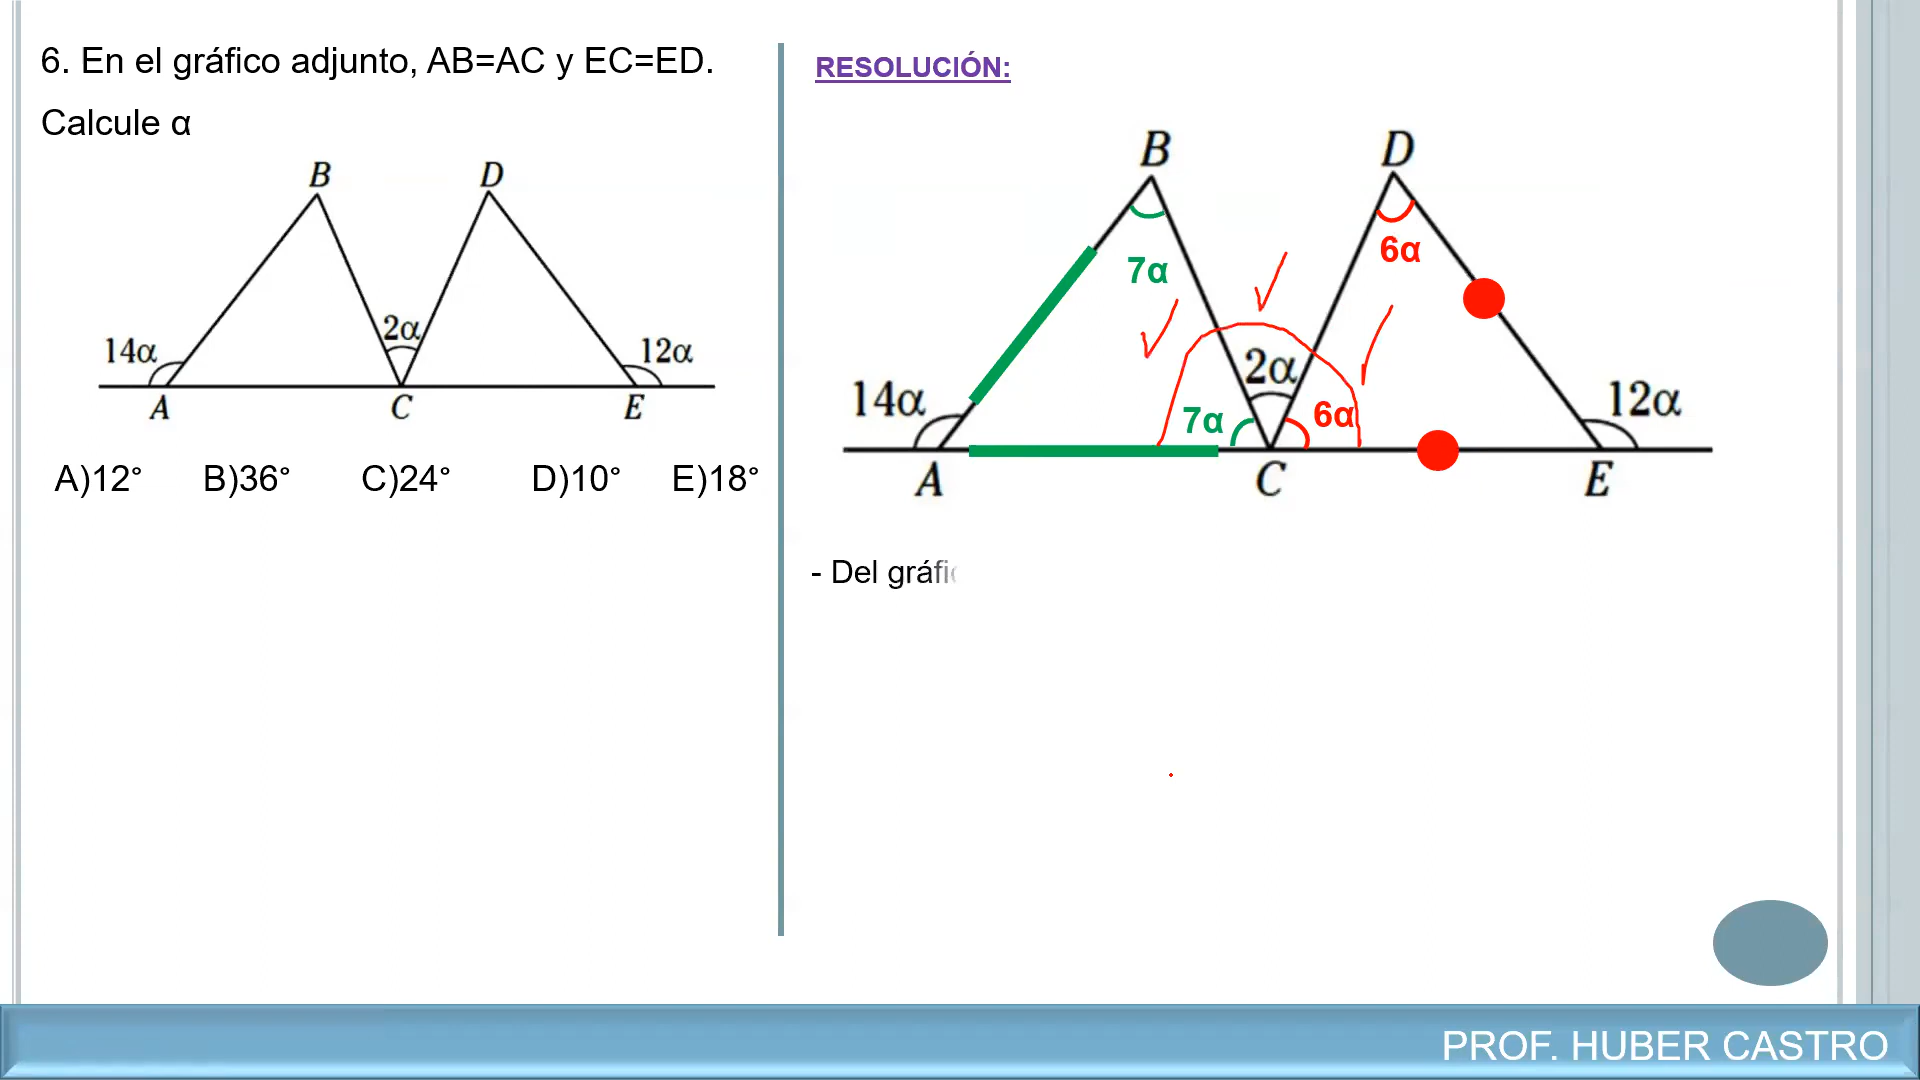 6. En el gráfico adjunto, AB=AC y EC=ED.
Calcule α
B D
14α 2α 12α
A C E
A)12° B)36° C)24° D)10° E)18°
RESOLUCIÓN:
B D
7α 6α
14α 2α 12α
7α 6α
A C E
- Del gráfi
PROF. HUBER CASTRO